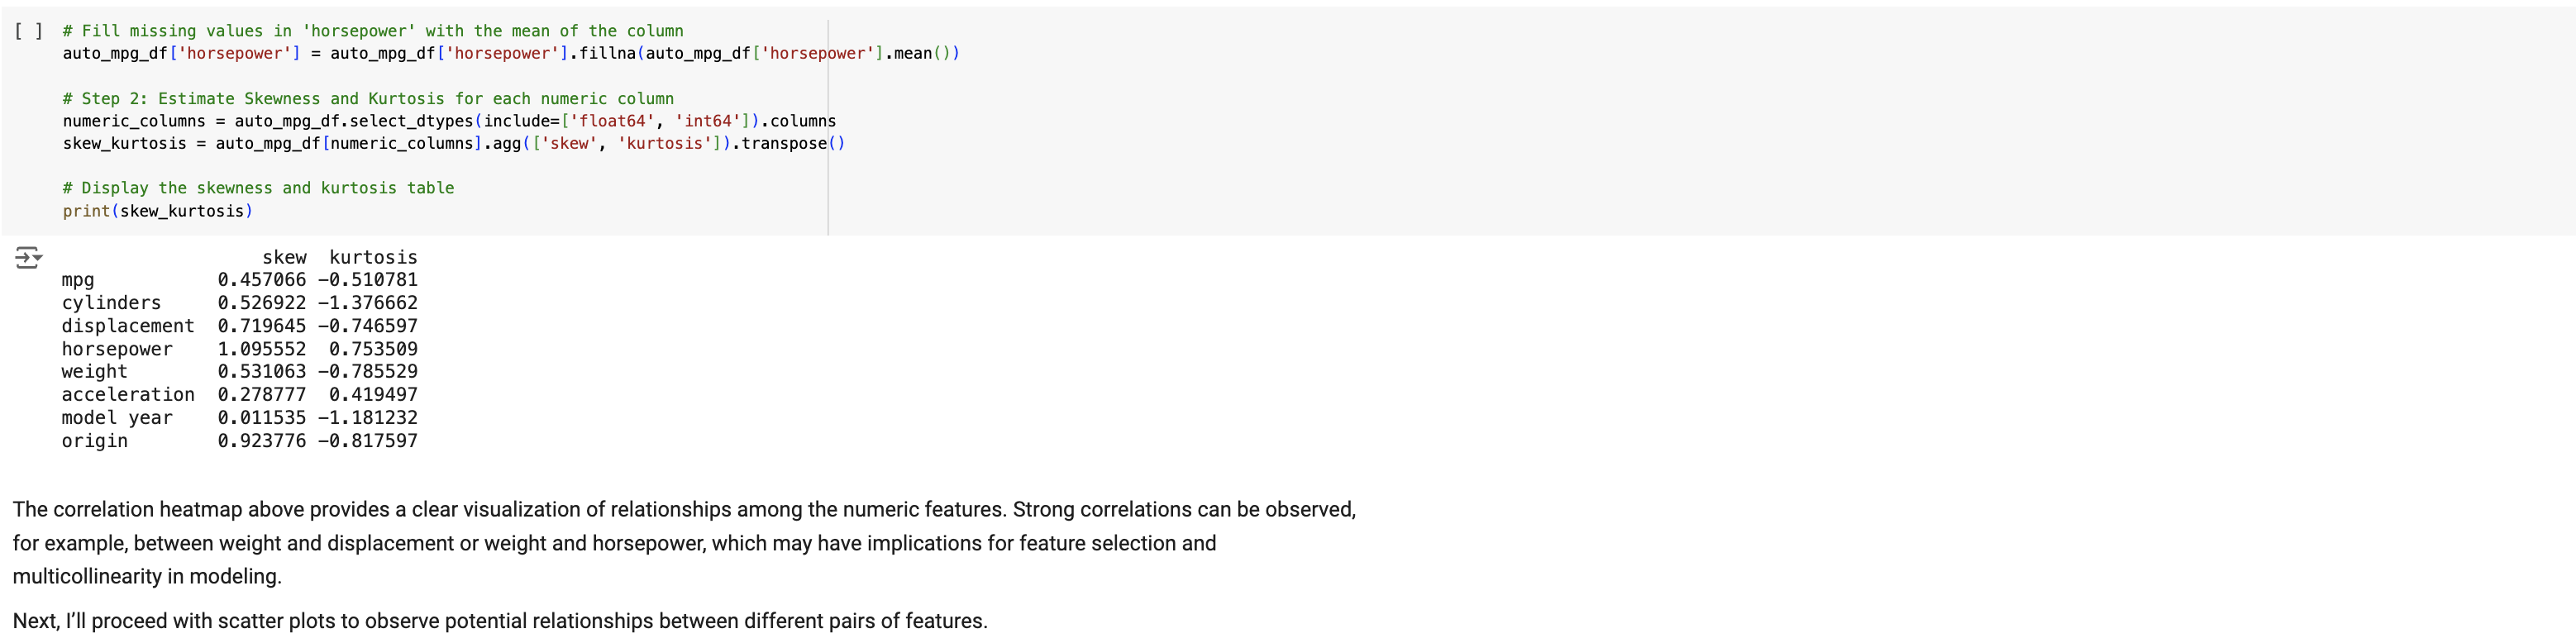 [ ] # Fill missing values in 'horsepower' with the mean of the column
auto_mpg_df['horsepower'] = auto_mpg_df['horsepower'].fillna(auto_mpg_df['horsepower'].mean())
# Step 2: Estimate Skewness and Kurtosis for each numeric column
numeric_columns = auto_mpg_df.select_dtypes(include=['float64', 'int64']).columns
skew_kurtosis = auto_mpg_df[numeric_columns].agg(['skew', 'kurtosis']).transpose()
# Display the skewness and kurtosis table
print(skew_kurtosis)
skew kurtosis
mpg 0.457066 -0.510781
cylinders 0.526922 -1.376662
displacement 0.719645 -0.746597
horsepower 1.095552 0.753509
weight 0.531063 -0.785529
acceleration 0.278777 0.419497
model year 0.011535 -1.181232
origin 0.923776 -0.817597
The correlation heatmap above provides a clear visualization of relationships among the numeric features. Strong correlations can be observed,
for example, between weight and displacement or weight and horsepower, which may have implications for feature selection and
multicollinearity in modeling.
Next, I’ll proceed with scatter plots to observe potential relationships between different pairs of features.